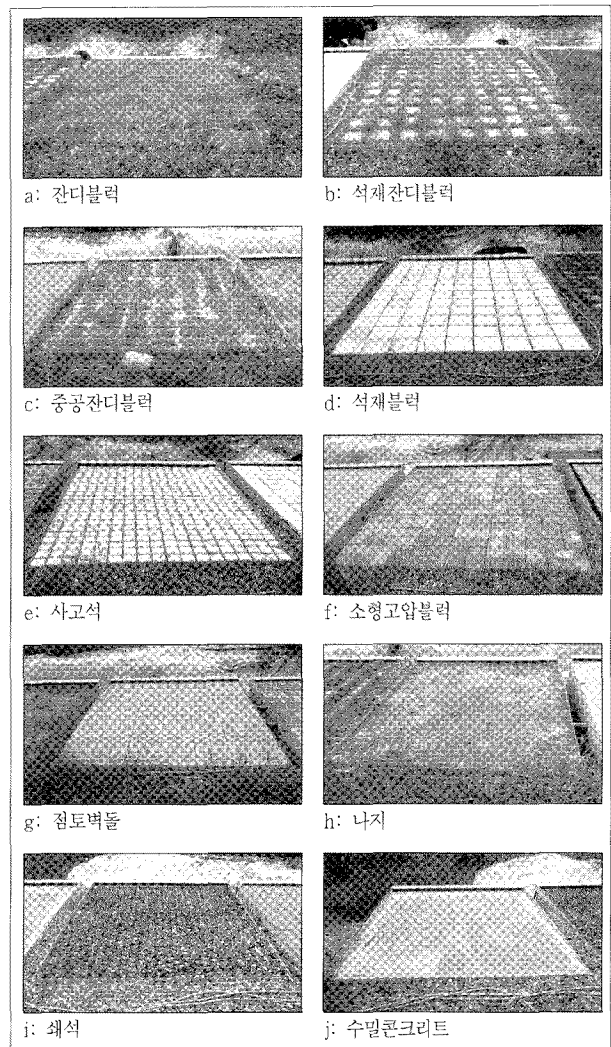 a: 잔디블럭
b: 석재잔디블럭
c: 중공잔디블럭
d: 석재블럭
e: 사고석
f: 소형고압블럭
g: 점토벽돌
h: 나지
i: 쇄석
j: 수밀콘크리트